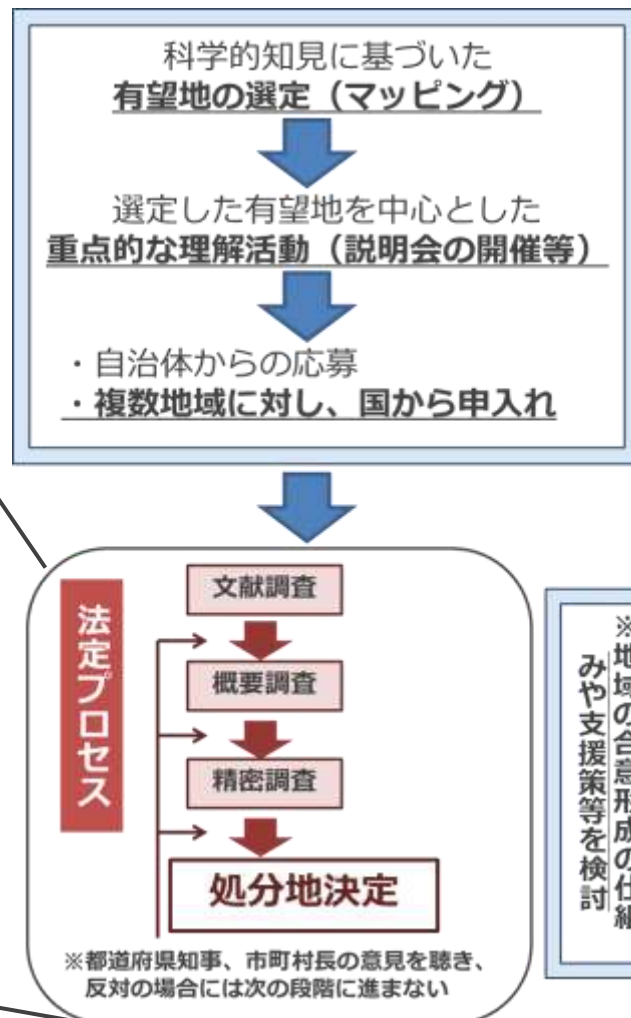 科学的知見に基づいた
有望地の選定（マッピング）
選定した有望地を中心とした
重点的な理解活動（説明会の開催等）
・自治体からの応募
・複数地域に対し、国から申入れ
法定プロセス
文献調査
概要調査
精密調査
処分地決定
※都道府県知事、市町村長の意見を聴き、
反対の場合には次の段階に進まない
※地域の合意形成の仕組
みや支援策等を検討